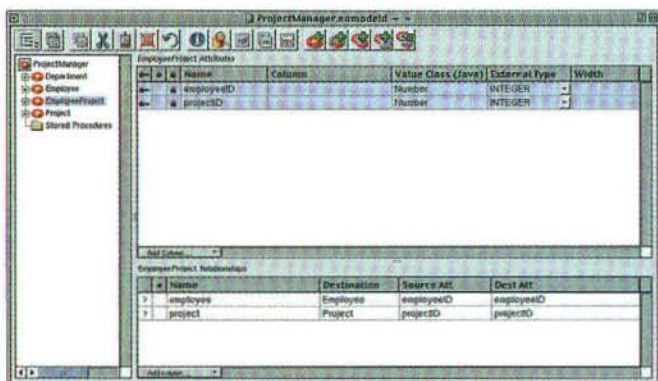 ProjectManager.eomodeld
ProjectManager
Department
Employee
EmployeeProject
Project
Stored Procedures
EmployeeProject Attributes
Name Column Value Class (Java) External Type Width
employeeID Number INTEGER
projectID Number INTEGER
Add Column
EmployeeProject Relationships
Name Destination Source Att Dest Att
employee Employee employeeID employeeID
project Project projectID projectID
Add Column